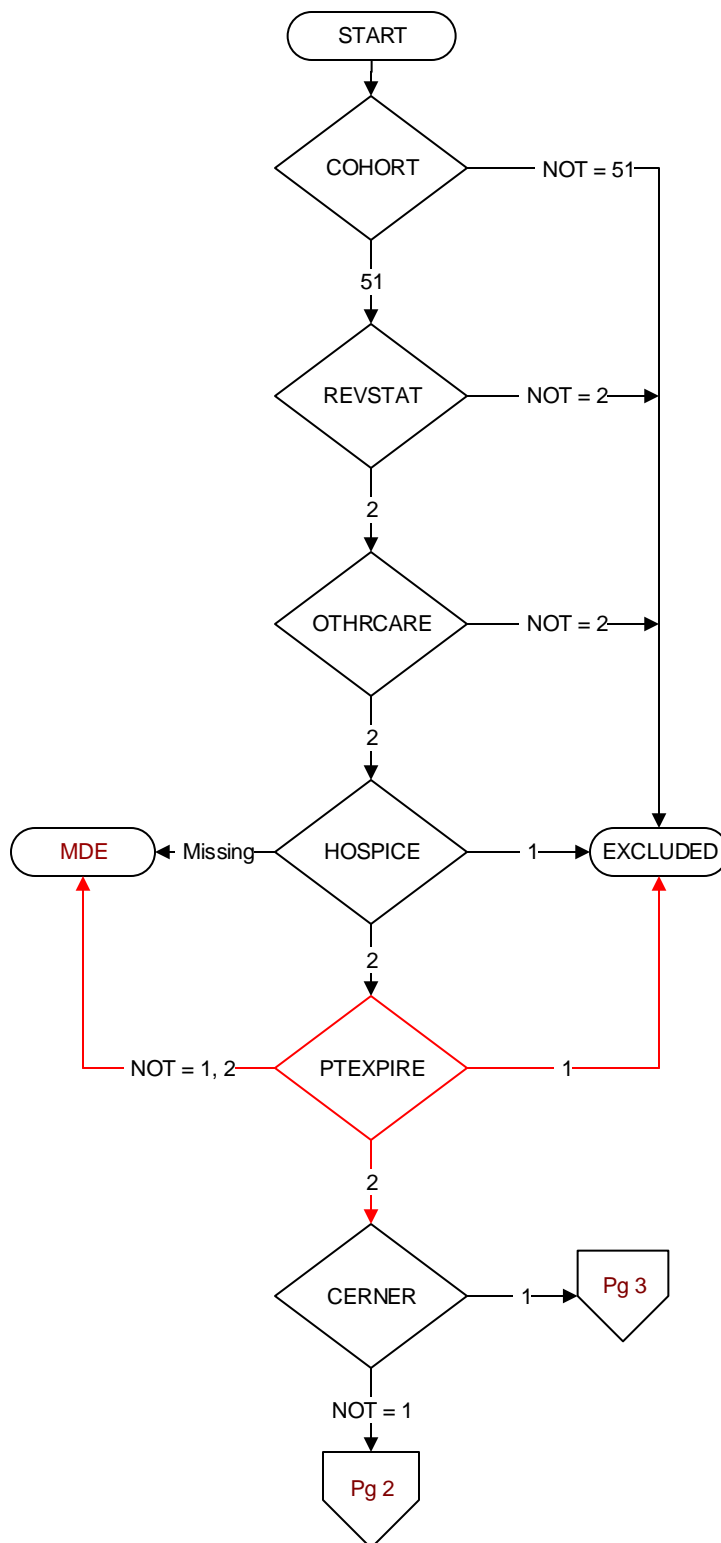 START
COHORT
NOT = 51
51
REVSTAT
NOT = 2
2
OTHRCARE
NOT = 2
2
MDE
Missing
HOSPICE
1
EXCLUDED
2
NOT = 1, 2
PTEXPIRE
1
2
CERNER
1
Pg 3
NOT = 1
Pg 2